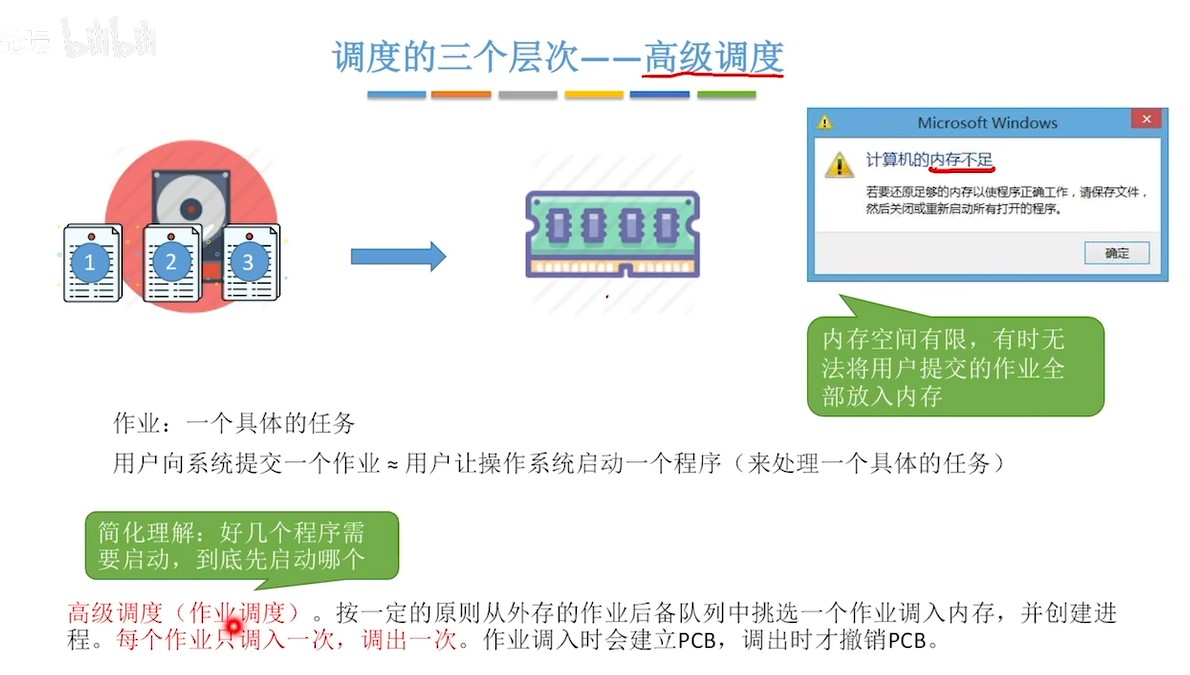 bilibili
调度的三个层次——高级调度
Microsoft Windows
计算机的内存不足
若要还原足够的内存以使程序正确工作，请保存文件，
然后关闭或重新启动所有打开的程序。
确定
1
2
3
内存空间有限，有时无
法将用户提交的作业全
部放入内存
作业：一个具体的任务
用户向系统提交一个作业 ≈ 用户让操作系统启动一个程序（来处理一个具体的任务）
简化理解：好几个程序需
要启动，到底先启动哪个
高级调度（作业调度）。按一定的原则从外存的作业后备队列中挑选一个作业调入内存，并创建进
程。每个作业只调入一次，调出一次。作业调入时会建立PCB，调出时才撤销PCB。